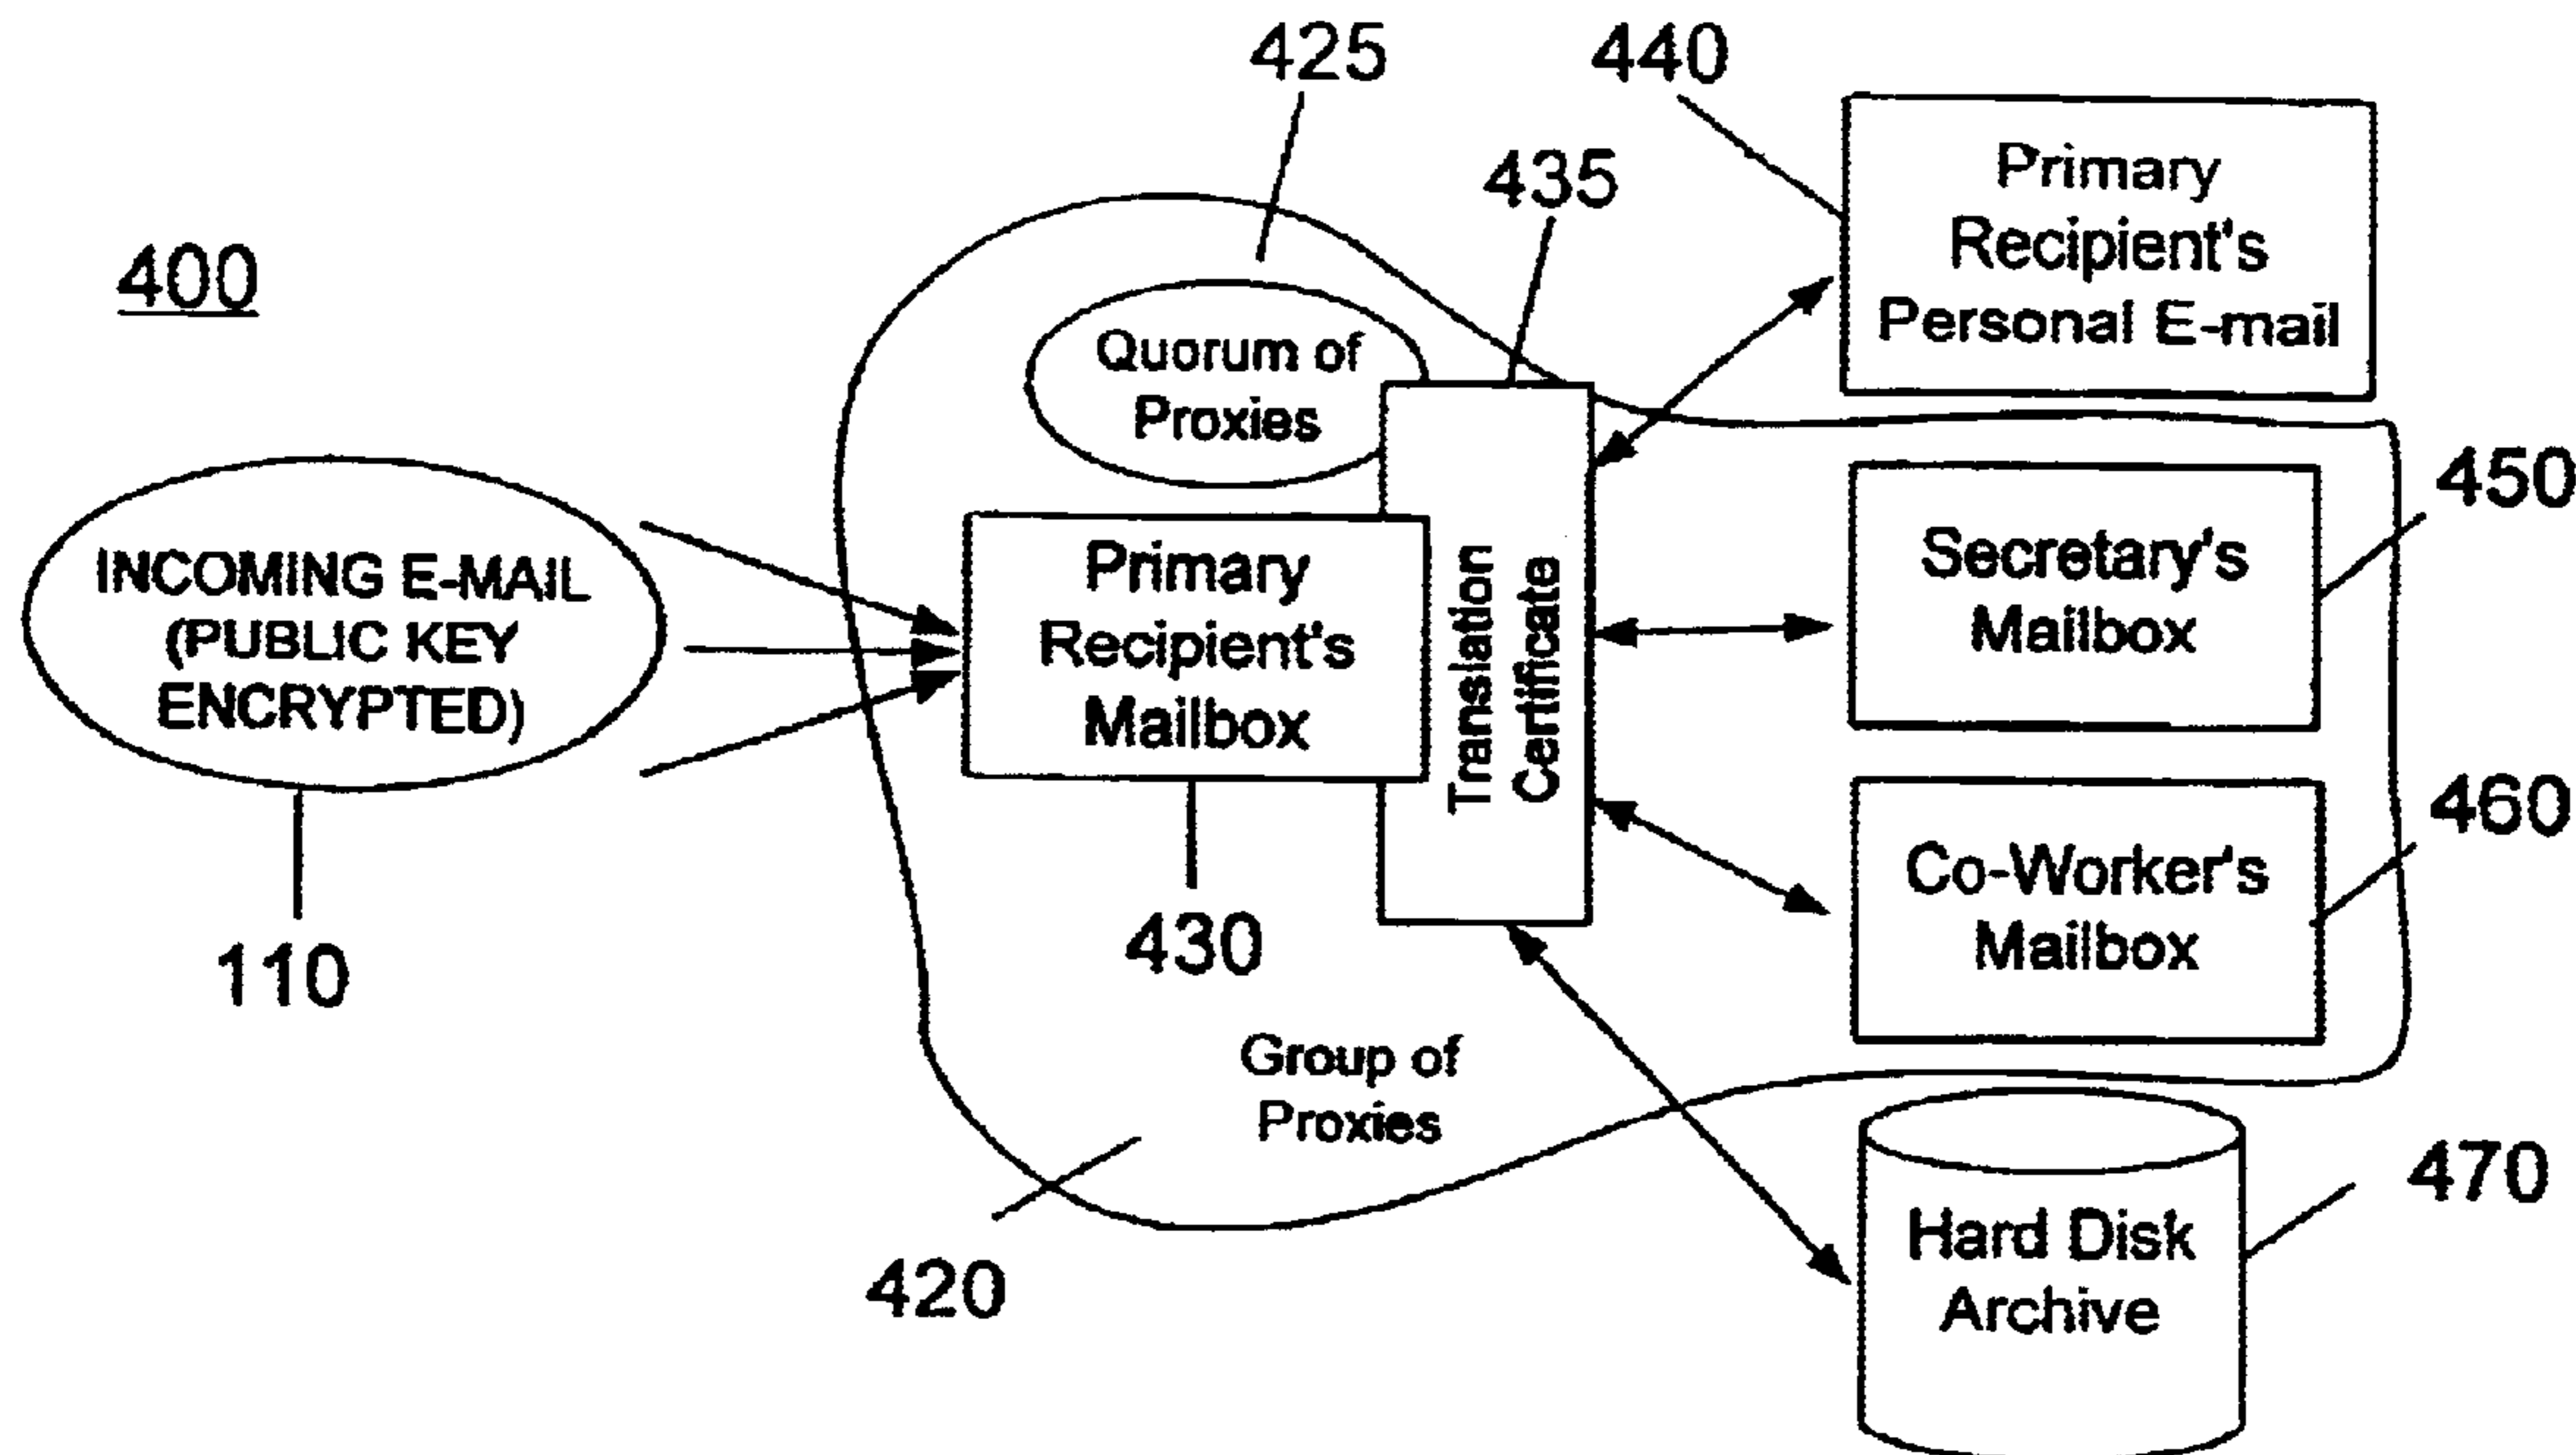 425
440
435
400
Primary
Recipient's
Personal E-mail
Quorum of
Proxies
450
INCOMING E-MAIL
(PUBLIC KEY
ENCRYPTED)
Primary
Recipient's
Mailbox
Translation
Certificate
Secretary's
Mailbox
460
Co-Worker's
Mailbox
110
430
Group of
Proxies
420
470
Hard Disk
Archive